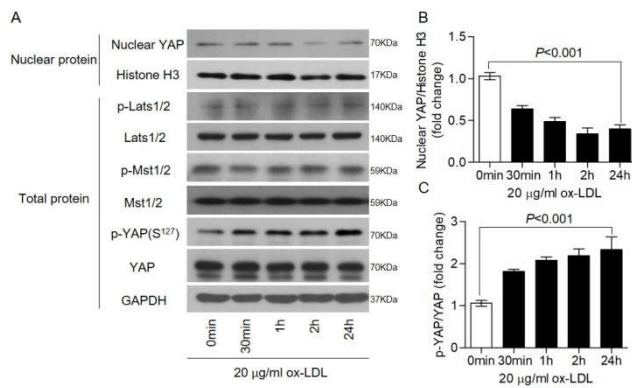 A
Nuclear protein
Nuclear YAP
70KDa
Histone H3
17KDa
Total protein
p-Lats1/2
140KDa
Lats1/2
140KDa
p-Mst1/2
59KDa
Mst1/2
59KDa
p-YAP(S127)
70KDa
YAP
70KDa
GAPDH
37KDa
0min 30min 1h 2h 24h
20 μg/ml ox-LDL
B
Nuclear YAP/Histone H3
(fold change)
P<0.001
1.5
1.0
0.5
0.0
0min 30min 1h 2h 24h
20 μg/ml ox-LDL
C
p-YAP/YAP (fold change)
P<0.001
3
2
1
0
0min 30min 1h 2h 24h
20 μg/ml ox-LDL